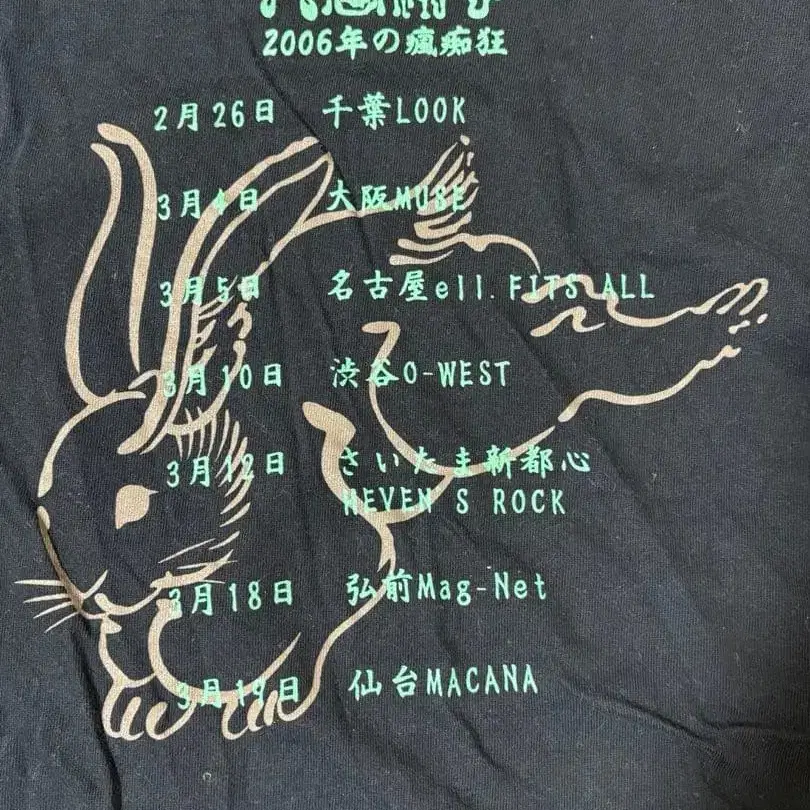 2006年の瘋痴狂
2月26日 千葉LOOK
3月4日 大阪MUSE
3月5日 名古屋ell.FITS ALL
3月10日 渋谷O-WEST
3月12日 さいたま新都心
HEVEN S ROCK
3月18日 弘前Mag-Net
3月19日 仙台MACANA